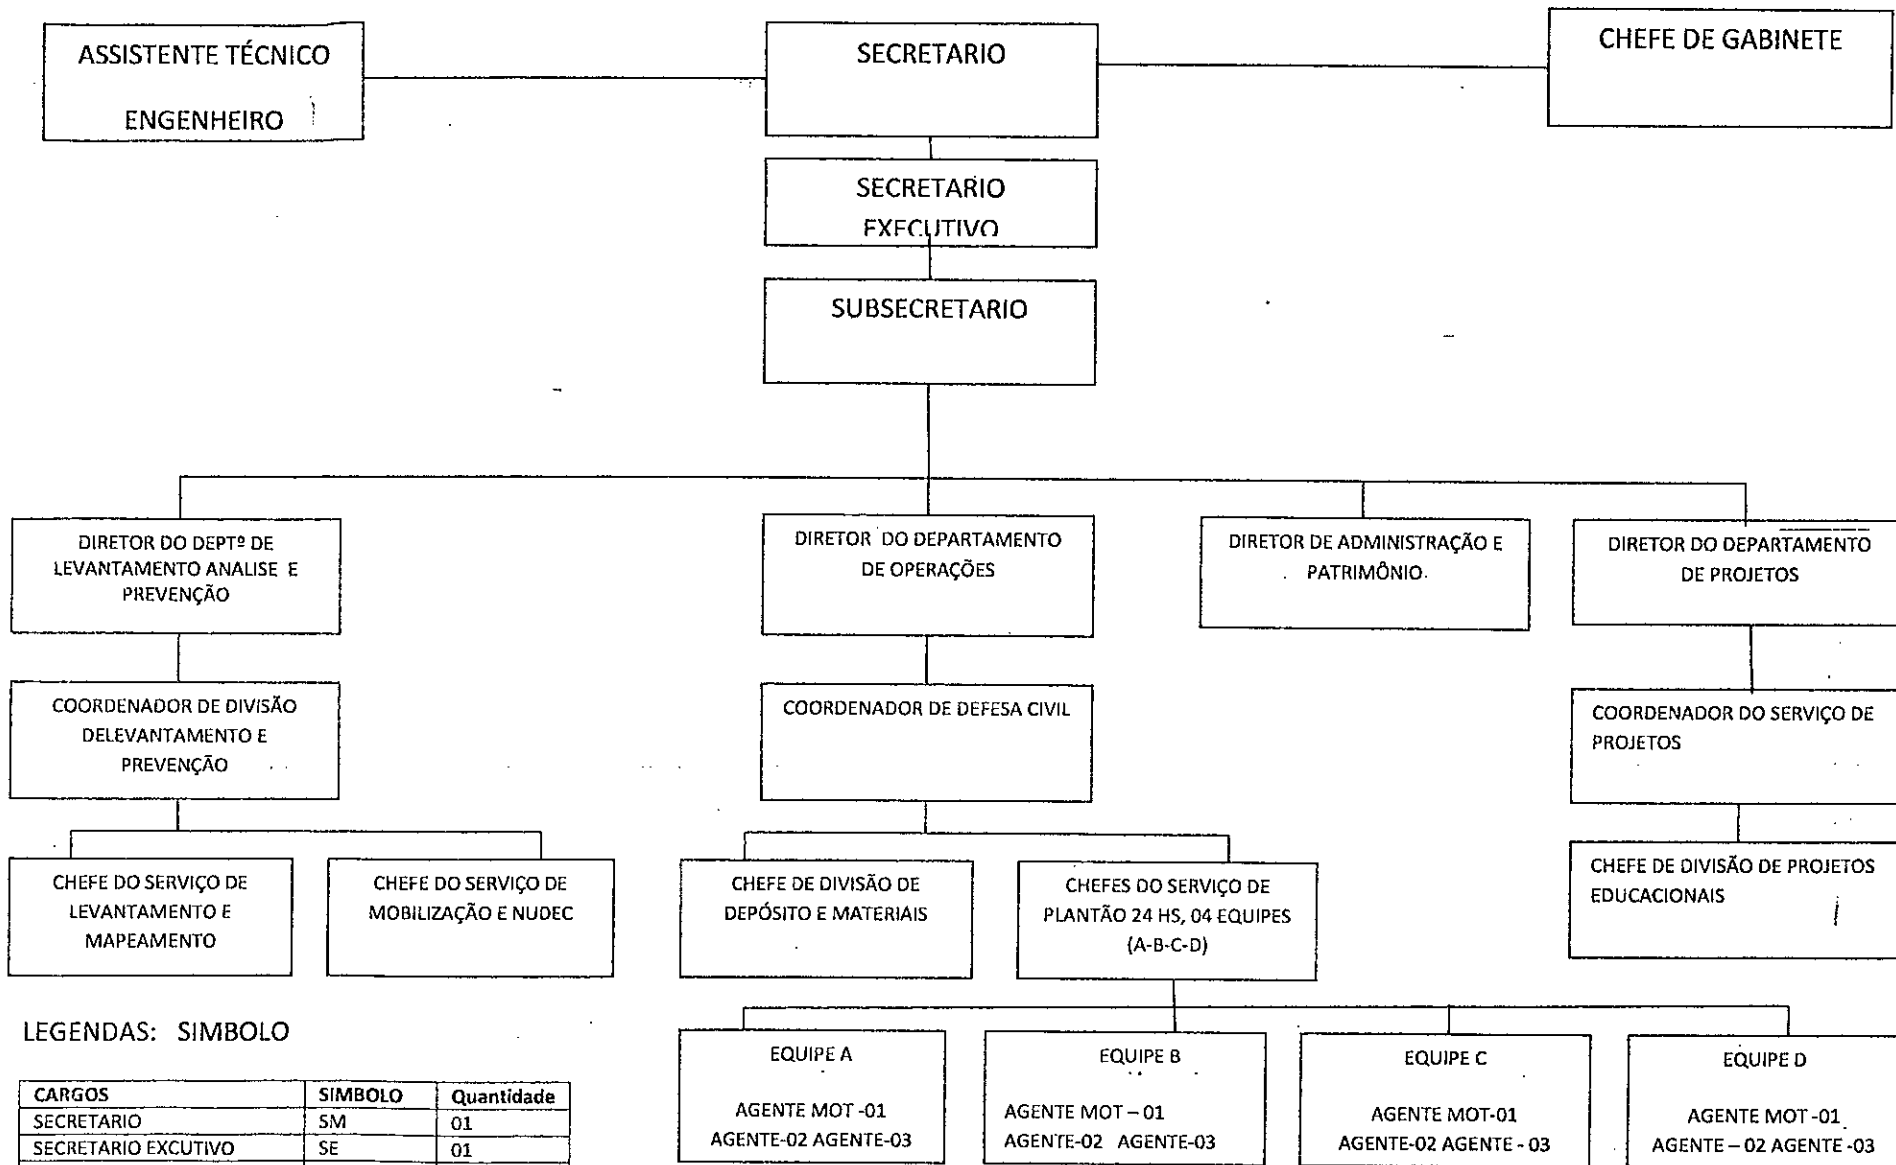 ASSISTENTE TÉCNICO
ENGENHEIRO
SECRETARIO
CHEFE DE GABINETE
SECRETARIO
EXECUTIVO
SUBSECRETARIO
DIRETOR DO DEPTº DE
LEVANTAMENTO ANALISE E
PREVENÇÃO
DIRETOR DO DEPARTAMENTO
DE OPERAÇÕES
DIRETOR DE ADMINISTRAÇÃO E
PATRIMÔNIO
DIRETOR DO DEPARTAMENTO
DE PROJETOS
COORDENADOR DE DIVISÃO
DELEVANTAMENTO E
PREVENÇÃO
COORDENADOR DE DEFESA CIVIL
COORDENADOR DO SERVIÇO DE
PROJETOS
CHEFE DO SERVIÇO DE
LEVANTAMENTO E
MAPEAMENTO
CHEFE DO SERVIÇO DE
MOBILIZAÇÃO E NUDEC
CHEFE DE DIVISÃO DE
DEPÓSITO E MATERIAIS
CHEFES DO SERVIÇO DE
PLANTÃO 24 HS, 04 EQUIPES
(A-B-C-D)
CHEFE DE DIVISÃO DE PROJETOS
EDUCACIONAIS
LEGENDAS: SIMBOLO
CARGOS SIMBOLO Quantidade
SECRETARIO SM 01
SECRETARIO EXCUTIVO SE 01
EQUIPE A
AGENTE MOT -01
AGENTE-02 AGENTE-03
EQUIPE B
AGENTE MOT – 01
AGENTE-02 AGENTE-03
EQUIPE C
AGENTE MOT-01
AGENTE-02 AGENTE - 03
EQUIPE D
AGENTE MOT -01
AGENTE – 02 AGENTE -03